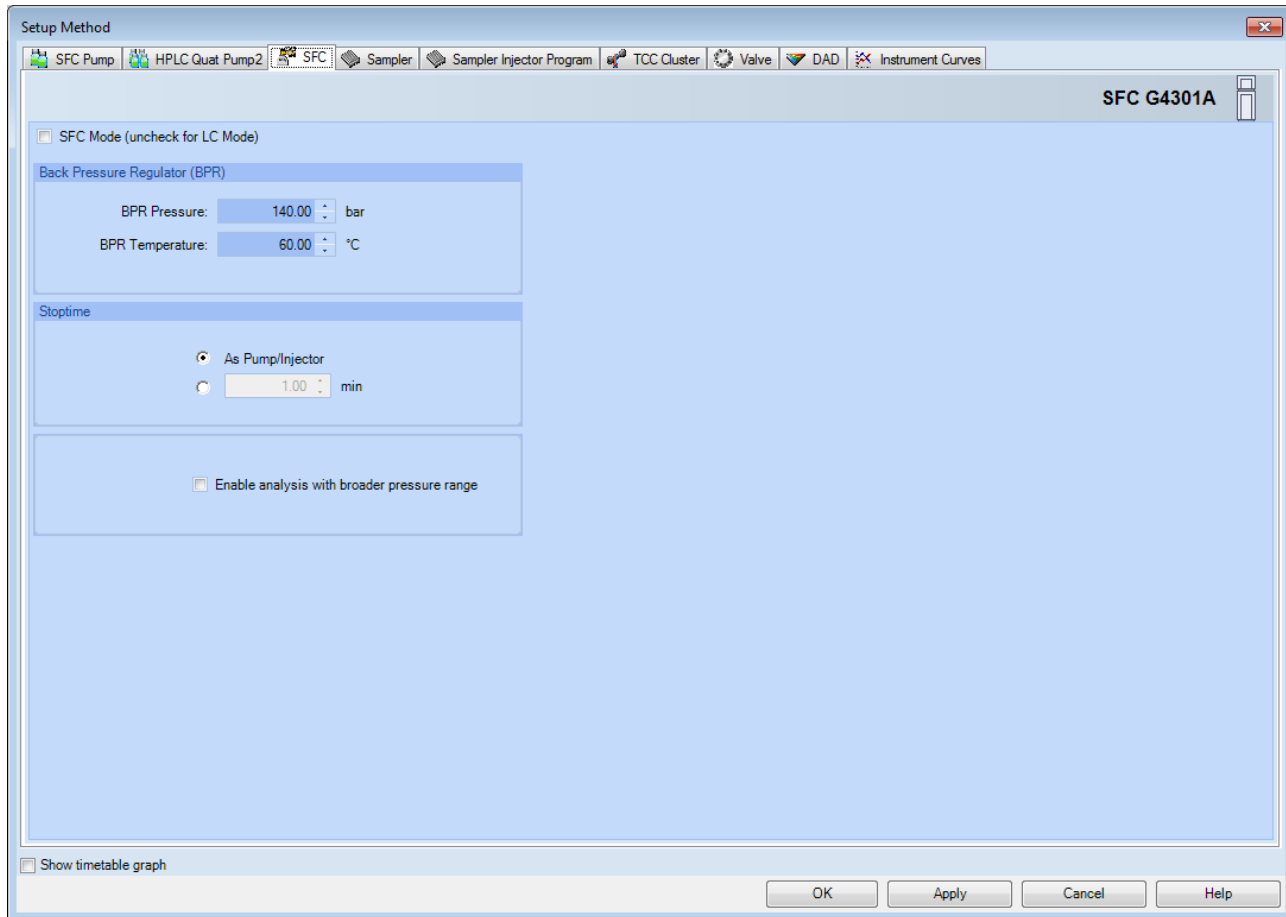 Setup Method
SFC Pump HPLC Quat Pump2 SFC Sampler Sampler Injector Program TCC Cluster Valve DAD Instrument Curves
SFC G4301A
SFC Mode (uncheck for LC Mode)
Back Pressure Regulator (BPR)
BPR Pressure: 140.00 bar
BPR Temperature: 60.00 °C
Stoptime
As Pump/Injector
1.00 min
Enable analysis with broader pressure range
Show timetable graph
OK Apply Cancel Help